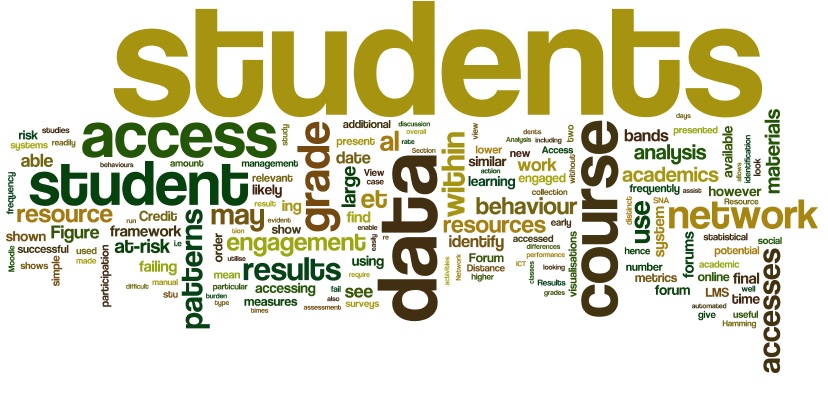 students
days
risk
studies
systems
readily
access
study
grade
additional
discussion
overall
present
al
rate
Section
date
view
within
Analysis
dents
including
two
lower
new
Access
similar
action
work
without
course
bands
presented
available
materials
analysis
allows
identification
look
able
behaviours
amount
management
frequency
student
relevant
likely
result
ing
large
View
case
et
data
learning
engaged
academics
frequently
assist
however
Resource
collection
behaviour
resource
run
Credit
may
evident
show
find
enable
easily
re
resources
early
distinct
use
SNA
system
network
shown
Figure
framework
patterns
order
tion
engagement
identify
accessed
differences
performance
visualisations
hence
forums
statistical
social
Moodle
successful
used
made
at-risk
i.e
utilise
results
using
activities
Network
Forum
Distance
higher
ICT
classes
looking
Results
grades
number
metrics
forum
potential
academic
online
final
accesses
shows
simple
participation
failing
difficult
manual
stu
mean
particular
burden
type
accessing
measures
times
require
fail
also
assessment
see
surveys
LMS
well
time
automated
give
useful
Hamming